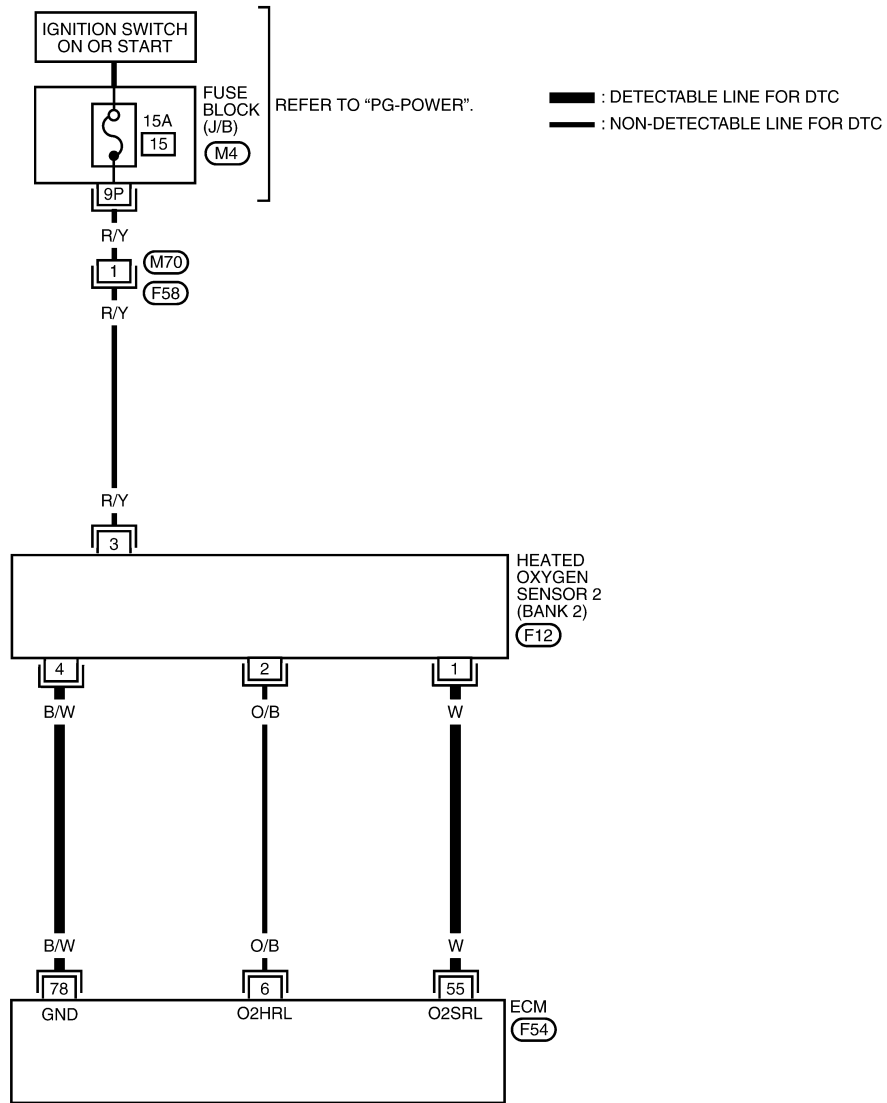 IGNITION SWITCH
ON OR START
FUSE
BLOCK
(J/B)
M4
15A
15
REFER TO “PG-POWER”.
: DETECTABLE LINE FOR DTC
: NON-DETECTABLE LINE FOR DTC
9P
R/Y
1
M70
F58
R/Y
R/Y
3
HEATED
OXYGEN
SENSOR 2
(BANK 2)
F12
4
2
1
B/W
O/B
W
B/W
O/B
W
78
6
55
GND
O2HRL
O2SRL
ECM
F54